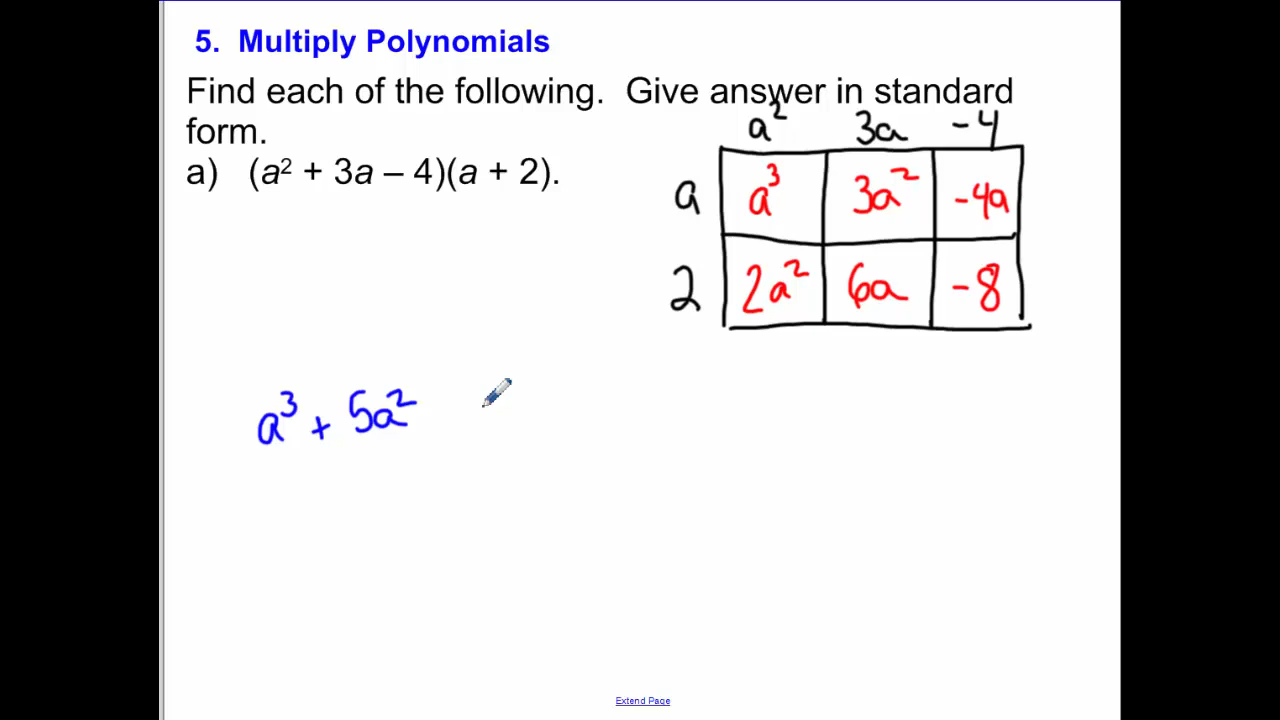 5. Multiply Polynomials
Find each of the following. Give answer in standard
form.
a) (a² + 3a – 4)(a + 2).
a² 3a -4
a a³ 3a² -4a
2 2a² 6a -8
a³ + 5a²
Extend Page